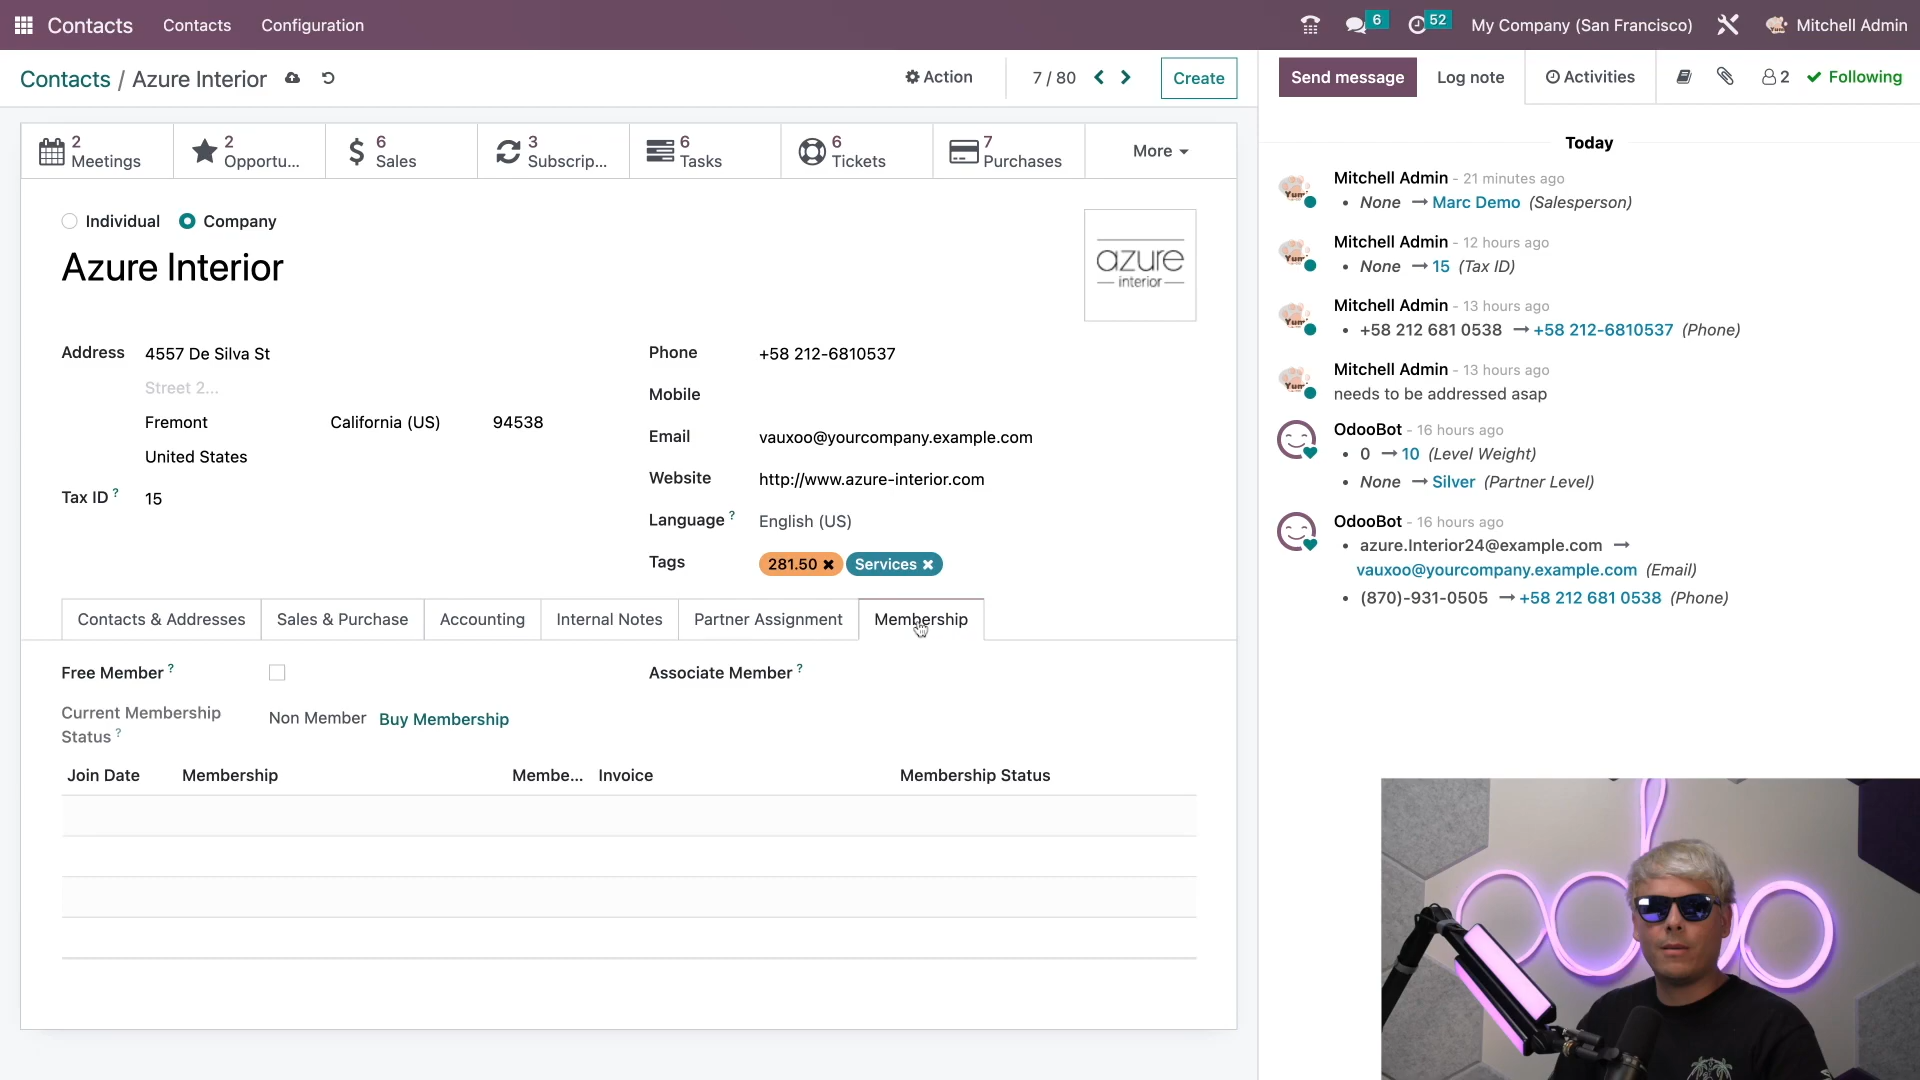 Contacts Contacts Configuration 6 52 My Company (San Francisco) Mitchell Admin
Contacts / Azure Interior Action 7 / 80 Create
Send message Log note Activities 2 Following
2 Meetings
2 Opportu...
6 Sales
3 Subscrip...
6 Tasks
6 Tickets
7 Purchases
More
Individual Company
Azure Interior
azure
interior
Address 4557 De Silva St
Street 2...
Fremont California (US) 94538
United States
Tax ID ? 15
Phone +58 212-6810537
Mobile
Email vauxoo@yourcompany.example.com
Website http://www.azure-interior.com
Language ? English (US)
Tags 281.50 Services
Contacts & Addresses Sales & Purchase Accounting Internal Notes Partner Assignment Membership
Free Member ? Associate Member ?
Current Membership
Status ?
Non Member Buy Membership
Join Date Membership Membe... Invoice Membership Status
Today
Mitchell Admin - 21 minutes ago
• None → Marc Demo (Salesperson)
Mitchell Admin - 12 hours ago
• None → 15 (Tax ID)
Mitchell Admin - 13 hours ago
• +58 212 681 0538 → +58 212-6810537 (Phone)
Mitchell Admin - 13 hours ago
needs to be addressed asap
OdooBot - 16 hours ago
• 0 → 10 (Level Weight)
• None → Silver (Partner Level)
OdooBot - 16 hours ago
• azure.Interior24@example.com →
vauxoo@yourcompany.example.com (Email)
• (870)-931-0505 → +58 212 681 0538 (Phone)
odoo